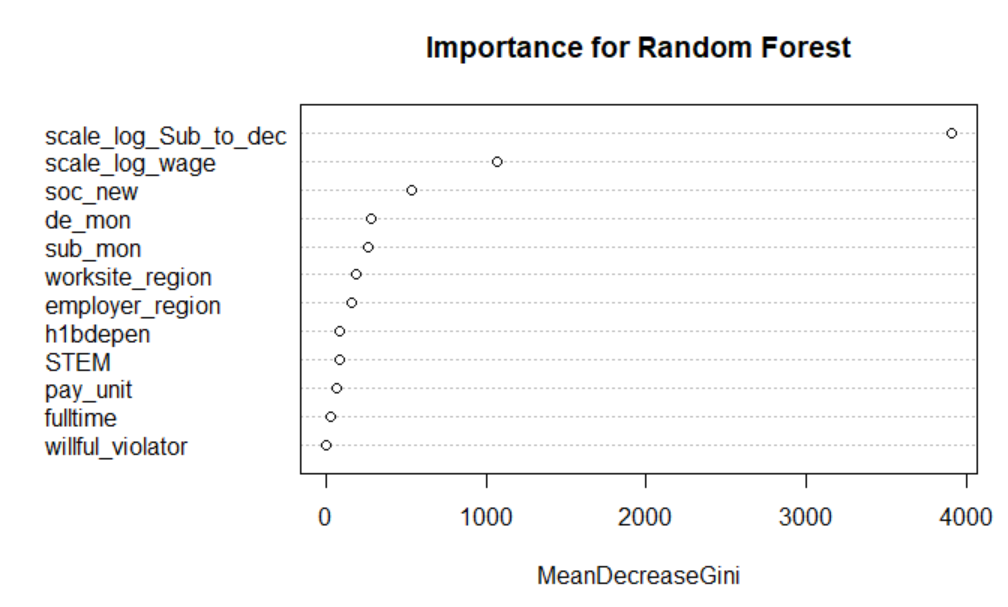 Importance for Random Forest
scale_log_Sub_to_dec
scale_log_wage
soc_new
de_mon
sub_mon
worksite_region
employer_region
h1bdepen
STEM
pay_unit
fulltime
willful_violator
0 1000 2000 3000 4000
MeanDecreaseGini